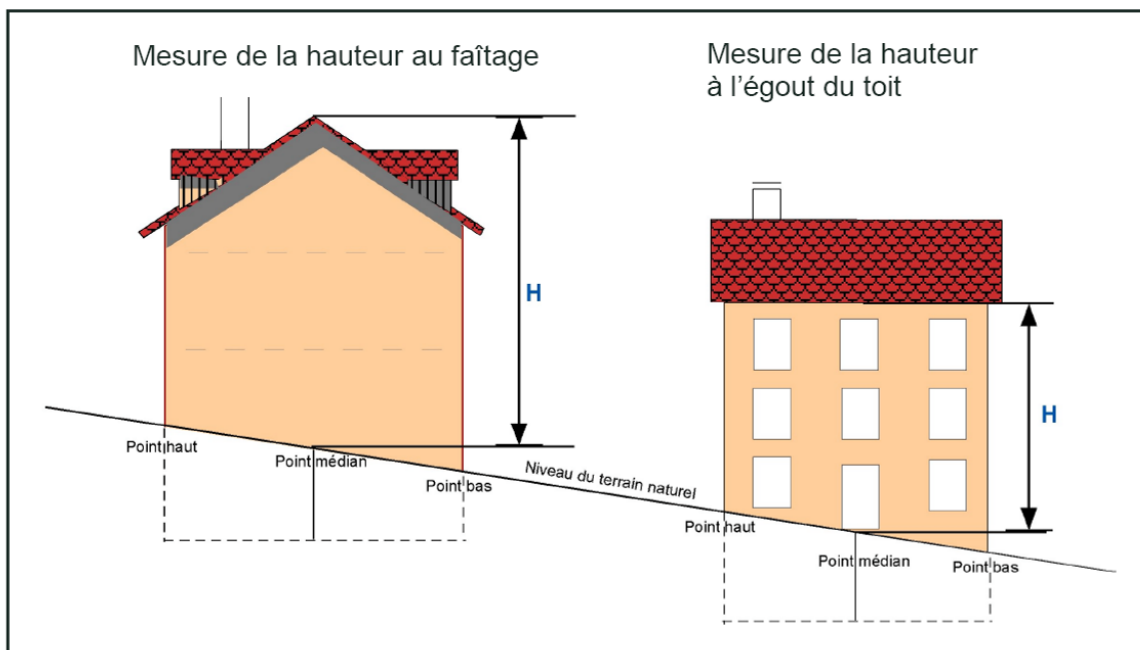 Mesure de la hauteur au faîtage
Mesure de la hauteur
à l'égout du toit
H
Point haut
Point médian
Point bas
Niveau du terrain naturel
H
Point haut
Point médian
Point bas